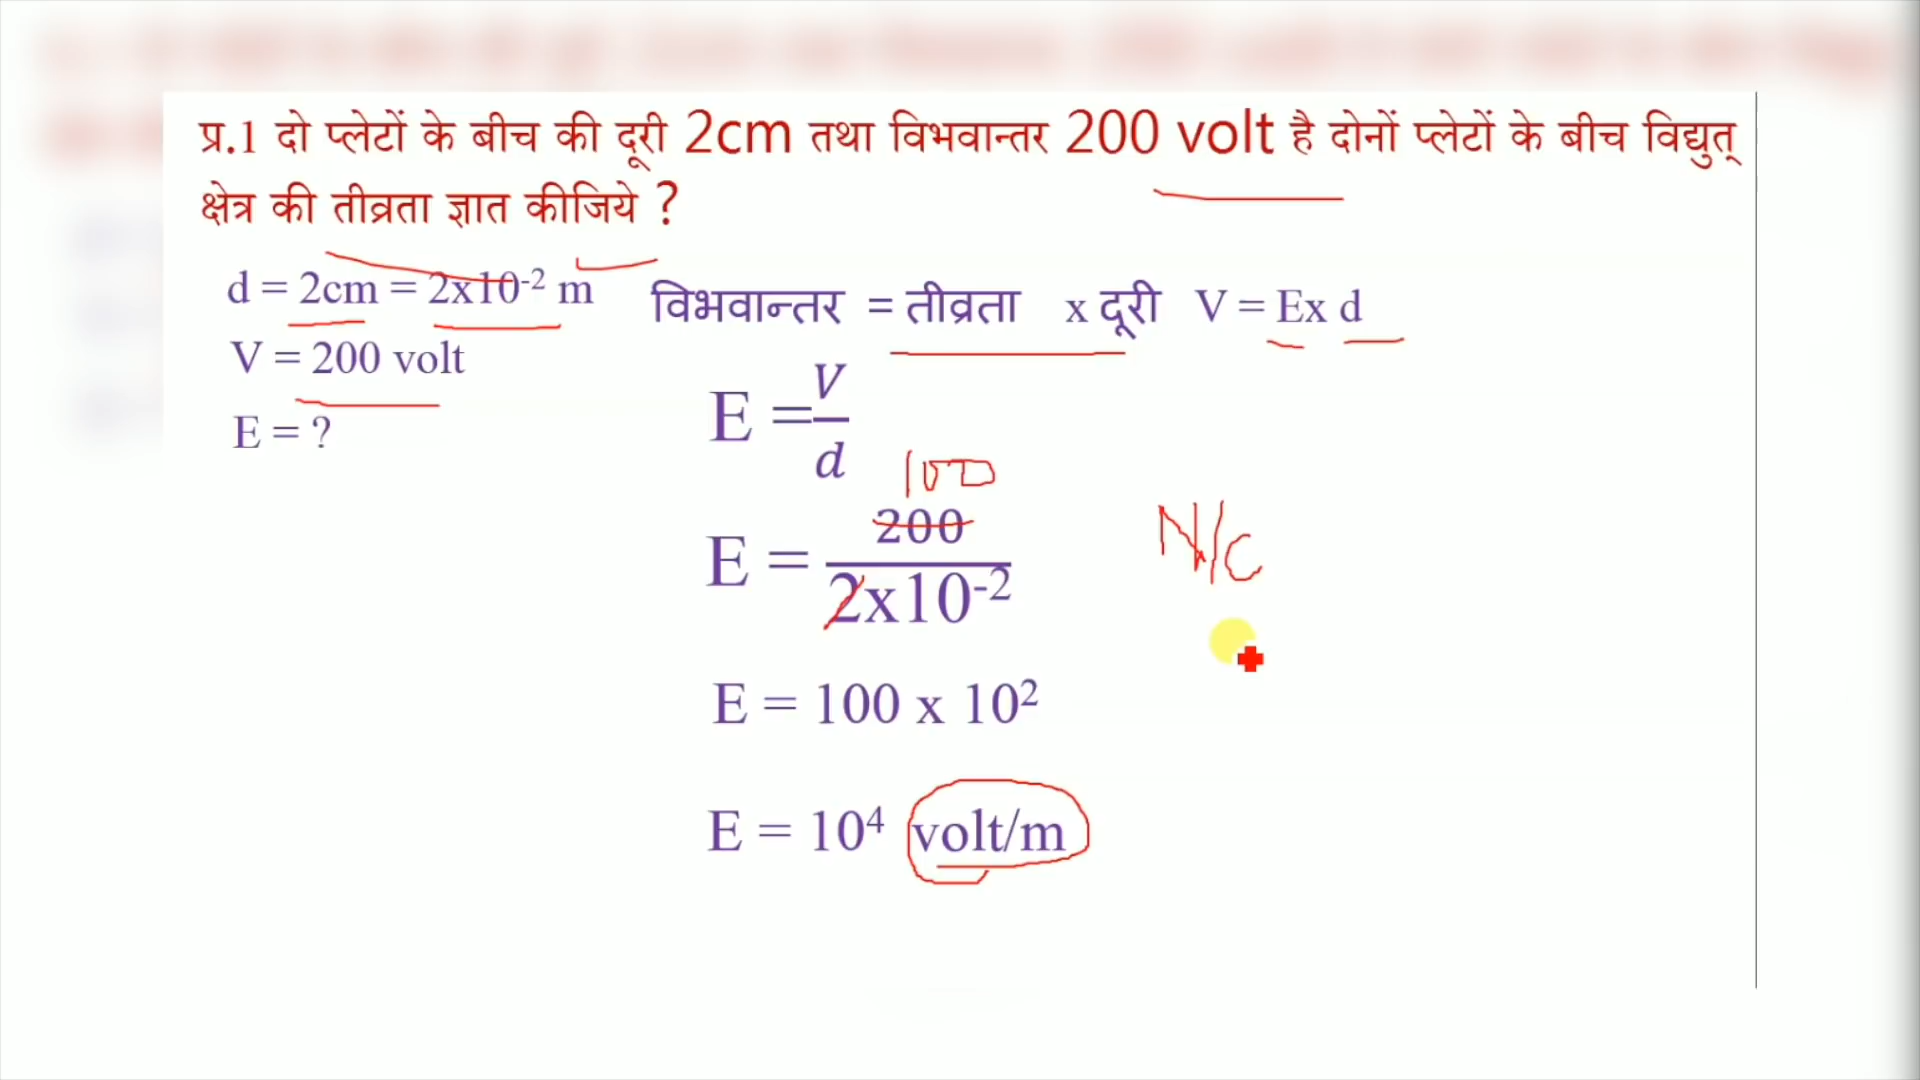 प्र.1 दो प्लेटों के बीच की दूरी 2cm तथा विभवान्तर 200 volt है दोनों प्लेटों के बीच विद्युत्
क्षेत्र की तीव्रता ज्ञात कीजिये ?
d = 2cm = 2x10⁻² m
विभवान्तर = तीव्रता x दूरी V = Ex d
V = 200 volt
E = V/d
E = ?
100
E = 200/2x10⁻²
N/C
E = 100 x 10²
E = 10⁴ volt/m